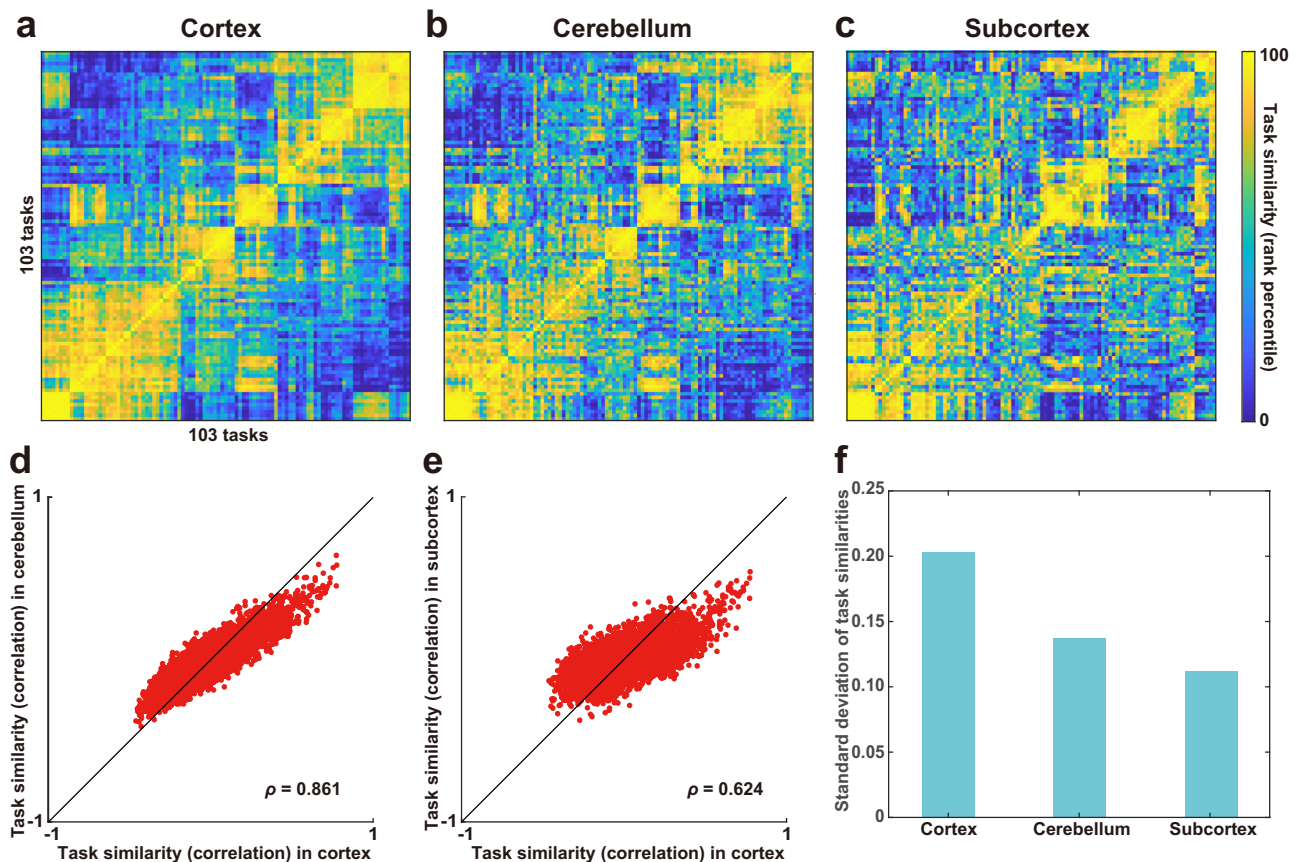 a
Cortex
b
Cerebellum
c
Subcortex
103 tasks
103 tasks
100
Task similarity (rank percentile)
0
d
Task similarity (correlation) in cerebellum
1
-1
-1
1
ρ = 0.861
Task similarity (correlation) in cortex
e
Task similarity (correlation) in subcortex
1
-1
-1
1
ρ = 0.624
Task similarity (correlation) in cortex
f
Standard deviation of task similarities
0.25
0.20
0.15
0.10
0.05
0
Cortex
Cerebellum
Subcortex